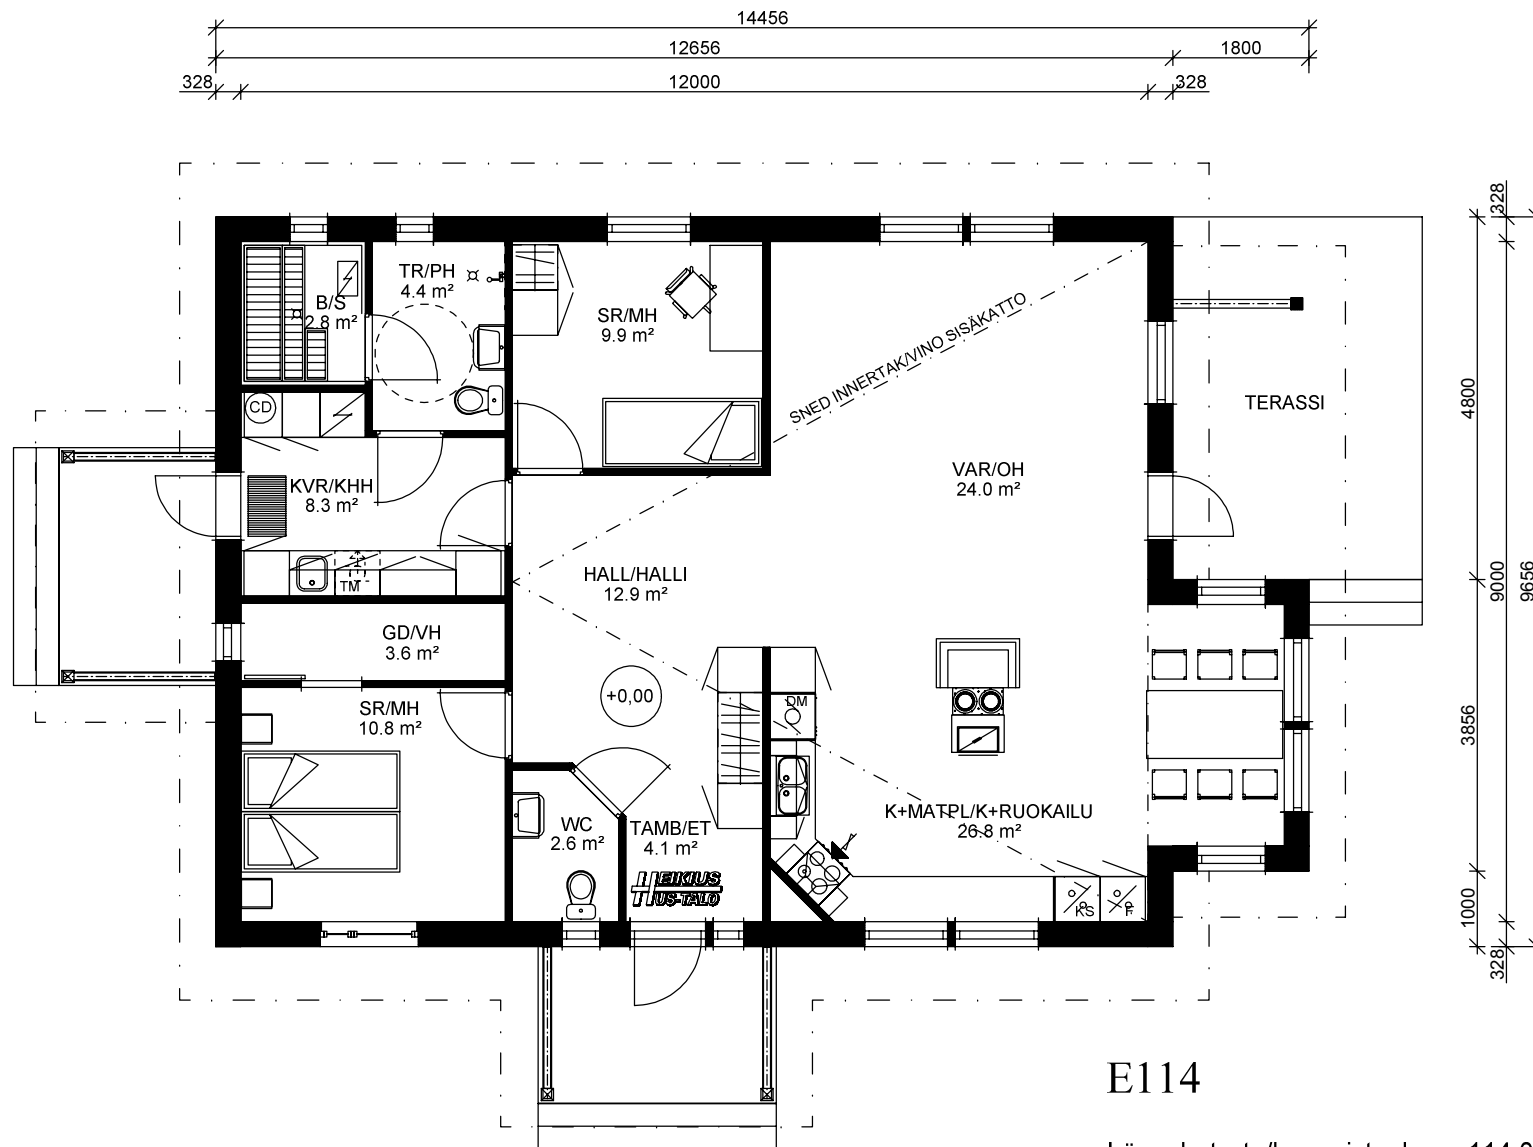 14456
12656
1800
328
12000
328
328
TR/PH
4.4 m²
B/S
2.8 m²
SR/MH
9.9 m²
SNED INNERTAK/VINO SISÄKATTO
TERASSI
4800
CD
KVR/KHH
8.3 m²
VAR/OH
24.0 m²
TM
HALL/HALLI
12.9 m²
9000
9656
GD/VH
3.6 m²
+0,00
SR/MH
10.8 m²
DM
3856
WC
2.6 m²
TAMB/ET
4.1 m²
K+MATPL/K+RUOKAILU
26.8 m²
HEIKIUS
HUS-TALO
KS
F
1000
328
E114